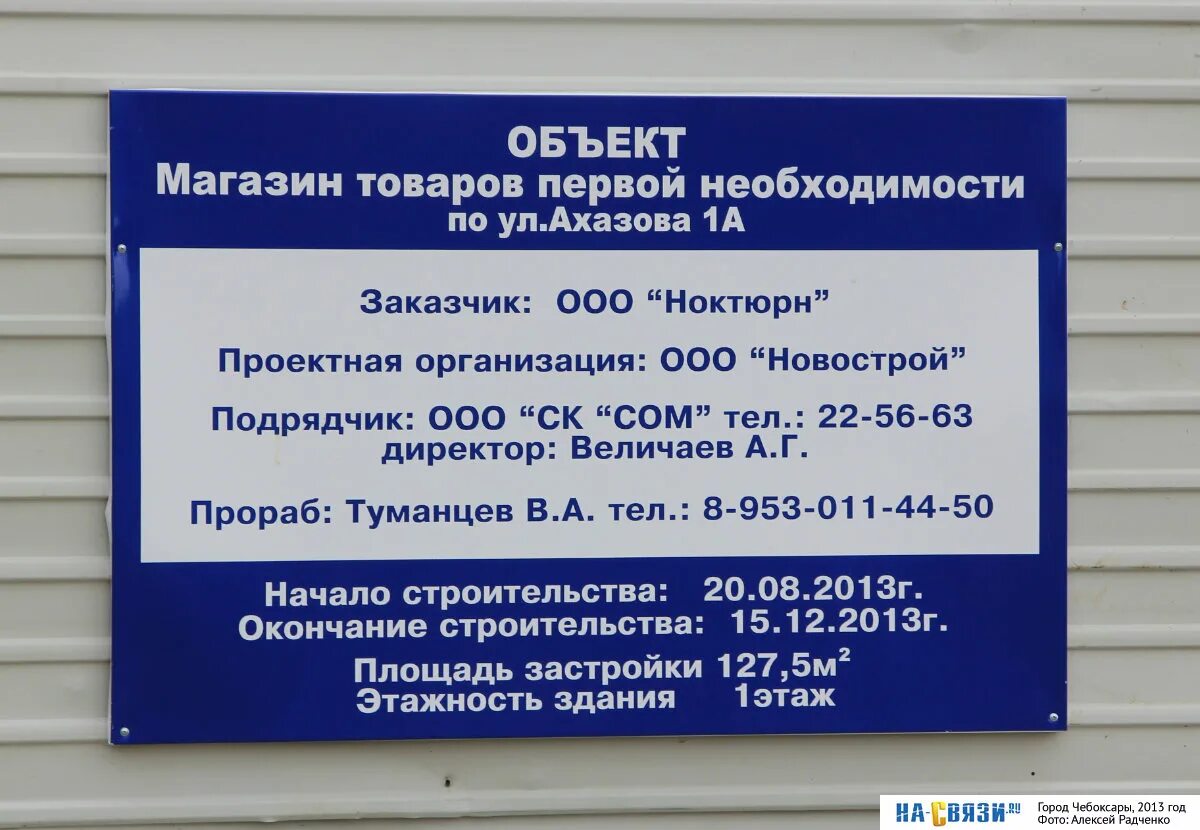 ОБЪЕКТ
Магазин товаров первой необходимости
по ул.Ахазова 1А
Заказчик: ООО “Ноктюрн”
Проектная организация: ООО “Новострой”
Подрядчик: ООО “СК “СОМ” тел.: 22-56-63
директор: Величаев А.Г.
Прораб: Туманцев В.А. тел.: 8-953-011-44-50
Начало строительства: 20.08.2013г.
Окончание строительства: 15.12.2013г.
Площадь застройки 127,5м²
Этажность здания 1этаж
НА-СВЯЗИ.RU
Город Чебоксары, 2013 год
Фото: Алексей Радченко